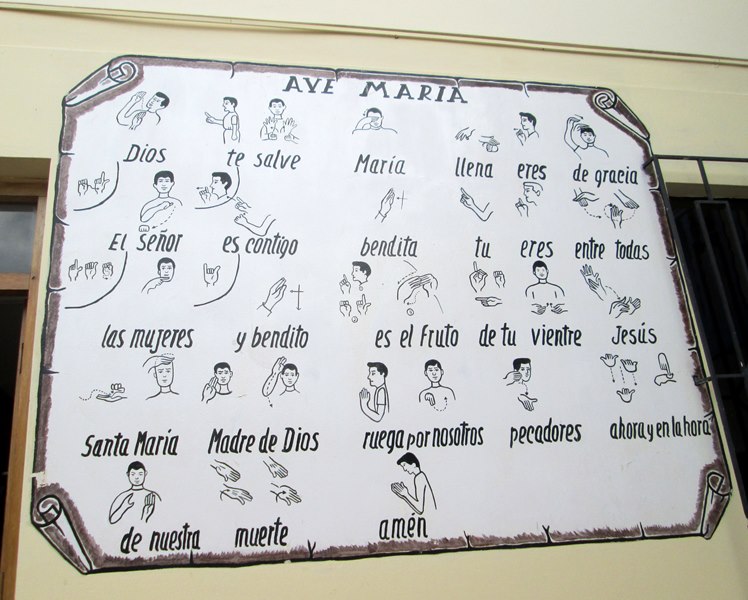 AVE MARIA
Dios te salve María llena eres de gracia
El Señor es contigo bendita tu eres entre todas
las mujeres y bendito es el fruto de tu vientre Jesús
Santa María Madre de Dios ruega por nosotros pecadores ahora y en la hora
de nuestra muerte amén